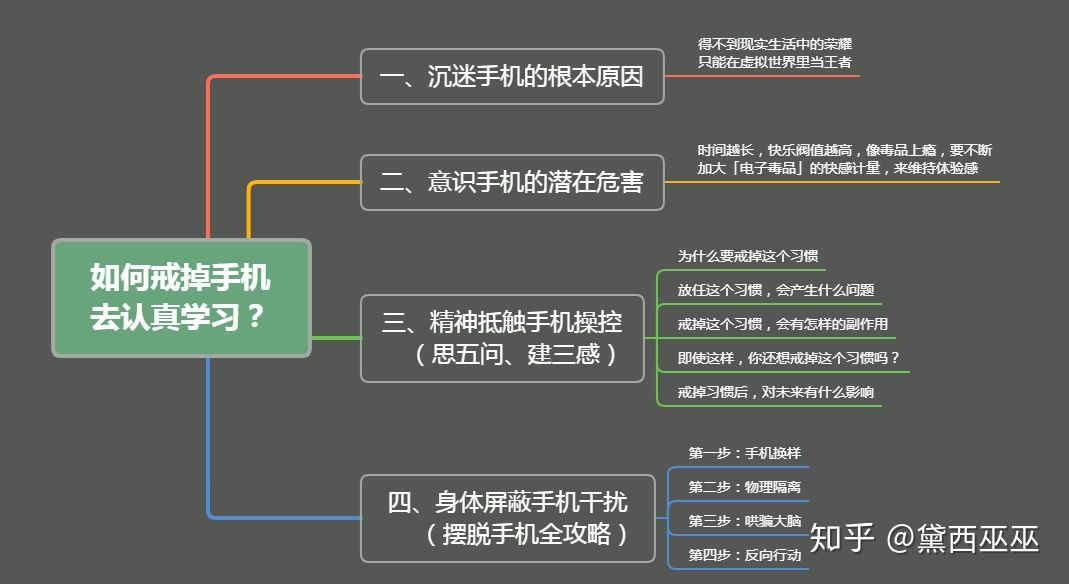 如何戒掉手机
去认真学习？
一、沉迷手机的根本原因
得不到现实生活中的荣耀
只能在虚拟世界里当王者
二、意识手机的潜在危害
时间越长，快乐阀值越高，像毒品上瘾，要不断
加大「电子毒品」的快感计量，来维持体验感
三、精神抵触手机操控
（思五问、建三感）
为什么要戒掉这个习惯
放任这个习惯，会产生什么问题
戒掉这个习惯，会有怎样的副作用
即使这样，你还想戒掉这个习惯吗？
戒掉习惯后，对未来有什么影响
四、身体屏蔽手机干扰
（摆脱手机全攻略）
第一步：手机换样
第二步：物理隔离
第三步：哄骗大脑
第四步：反向行动
知乎 @黛西巫巫